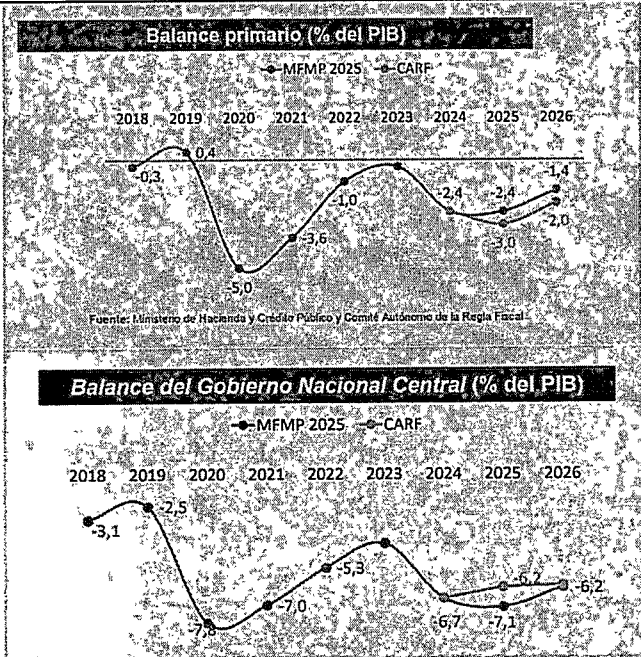 Balance primario (% del PIB)
MFMP 2025 CARF
2018 2019 2020 2021 2022 2023 2024 2025 2026
0,4
-0,3
-1,4
-2,4 -2,4
-1,0
-2,0
-3,6
-3,0
-5,0
Fuente: Ministerio de Hacienda y Crédito Público y Comité Autónomo de la Regla Fiscal
Balance del Gobierno Nacional Central (% del PIB)
MFMP 2025 CARF
2018 2019 2020 2021 2022 2023 2024 2025 2026
-2,5
-3,1
-5,3
-6,2
-6,2
-7,0
-6,7 -7,1
-7,8